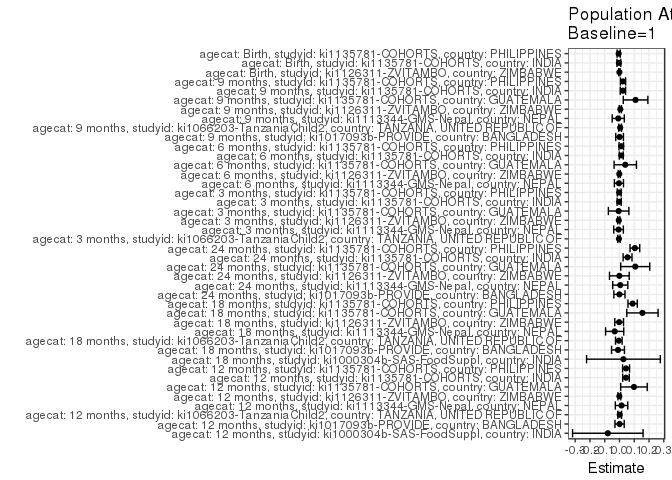 Population At
Baseline=1
agecat: Birth, studyid: ki1135781-COHORTS, country: PHILIPPINES
agecat: Birth, studyid: ki1135781-COHORTS, country: INDIA
agecat: Birth, studyid: ki1126311-ZVITAMBO, country: ZIMBABWE
agecat: 9 months, studyid: ki1135781-COHORTS, country: PHILIPPINES
agecat: 9 months, studyid: ki1135781-COHORTS, country: INDIA
agecat: 9 months, studyid: ki1135781-COHORTS, country: GUATEMALA
agecat: 9 months, studyid: ki1126311-ZVITAMBO, country: ZIMBABWE
agecat: 9 months, studyid: ki1113344-GMS-Nepal, country: NEPAL
agecat: 9 months, studyid: ki1066203-TanzaniaChild2, country: TANZANIA, UNITED REPUBLIC OF
agecat: 9 months, studyid: ki1017093b-PROVIDE, country: BANGLADESH
agecat: 6 months, studyid: ki1135781-COHORTS, country: PHILIPPINES
agecat: 6 months, studyid: ki1135781-COHORTS, country: INDIA
agecat: 6 months, studyid: ki1135781-COHORTS, country: GUATEMALA
agecat: 6 months, studyid: ki1126311-ZVITAMBO, country: ZIMBABWE
agecat: 6 months, studyid: ki1113344-GMS-Nepal, country: NEPAL
agecat: 3 months, studyid: ki1135781-COHORTS, country: PHILIPPINES
agecat: 3 months, studyid: ki1135781-COHORTS, country: INDIA
agecat: 3 months, studyid: ki1135781-COHORTS, country: GUATEMALA
agecat: 3 months, studyid: ki1126311-ZVITAMBO, country: ZIMBABWE
agecat: 3 months, studyid: ki1113344-GMS-Nepal, country: NEPAL
agecat: 3 months, studyid: ki1066203-TanzaniaChild2, country: TANZANIA, UNITED REPUBLIC OF
agecat: 24 months, studyid: ki1135781-COHORTS, country: PHILIPPINES
agecat: 24 months, studyid: ki1135781-COHORTS, country: INDIA
agecat: 24 months, studyid: ki1135781-COHORTS, country: GUATEMALA
agecat: 24 months, studyid: ki1126311-ZVITAMBO, country: ZIMBABWE
agecat: 24 months, studyid: ki1113344-GMS-Nepal, country: NEPAL
agecat: 24 months, studyid: ki1017093b-PROVIDE, country: BANGLADESH
agecat: 18 months, studyid: ki1135781-COHORTS, country: PHILIPPINES
agecat: 18 months, studyid: ki1135781-COHORTS, country: GUATEMALA
agecat: 18 months, studyid: ki1126311-ZVITAMBO, country: ZIMBABWE
agecat: 18 months, studyid: ki1113344-GMS-Nepal, country: NEPAL
agecat: 18 months, studyid: ki1066203-TanzaniaChild2, country: TANZANIA, UNITED REPUBLIC OF
agecat: 18 months, studyid: ki1017093b-PROVIDE, country: BANGLADESH
agecat: 18 months, studyid: ki1000304b-SAS-FoodSuppl, country: INDIA
agecat: 12 months, studyid: ki1135781-COHORTS, country: PHILIPPINES
agecat: 12 months, studyid: ki1135781-COHORTS, country: INDIA
agecat: 12 months, studyid: ki1135781-COHORTS, country: GUATEMALA
agecat: 12 months, studyid: ki1126311-ZVITAMBO, country: ZIMBABWE
agecat: 12 months, studyid: ki1113344-GMS-Nepal, country: NEPAL
agecat: 12 months, studyid: ki1066203-TanzaniaChild2, country: TANZANIA, UNITED REPUBLIC OF
agecat: 12 months, studyid: ki1017093b-PROVIDE, country: BANGLADESH
agecat: 12 months, studyid: ki1000304b-SAS-FoodSuppl, country: INDIA
-0.3 -0.2 -0.1 0.0 0.1 0.2 0.3
Estimate